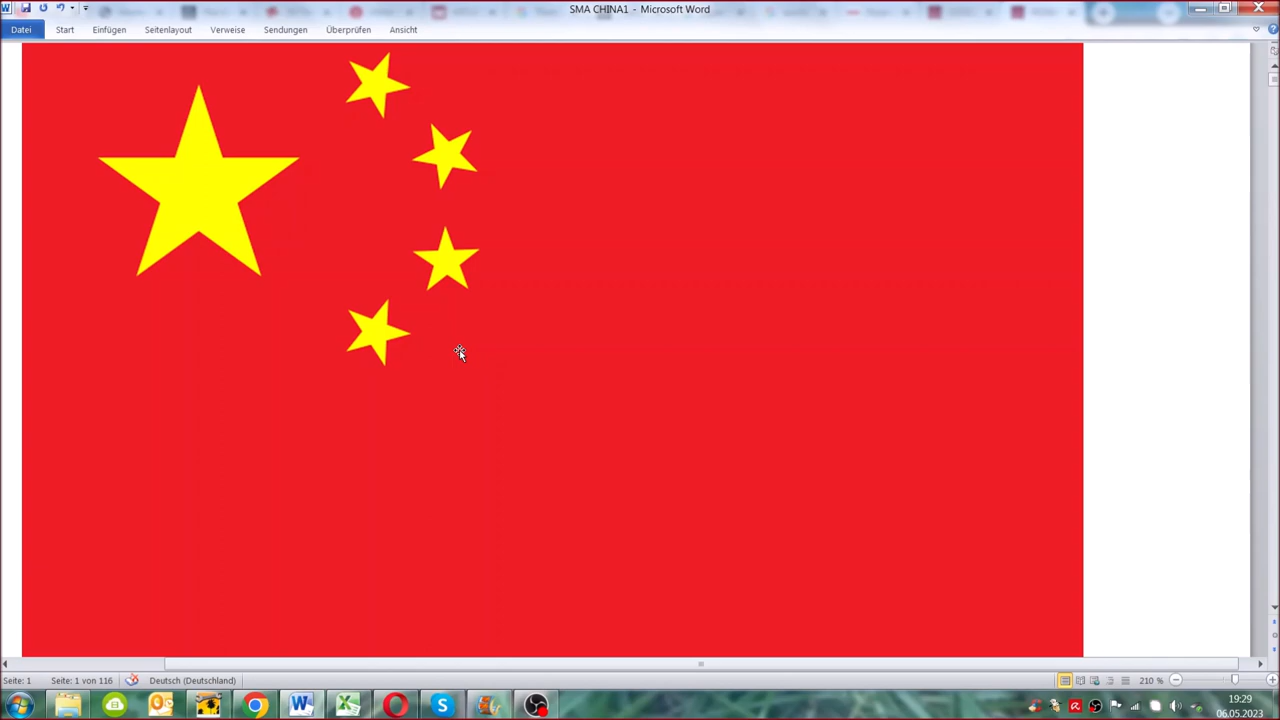 SMA CHINA1 - Microsoft Word
Datei Start Einfügen Seitenlayout Verweise Sendungen Überprüfen Ansicht
Seite: 1 Seite: 1 von 116 Deutsch (Deutschland) 210 %
19:29
06.05.2023